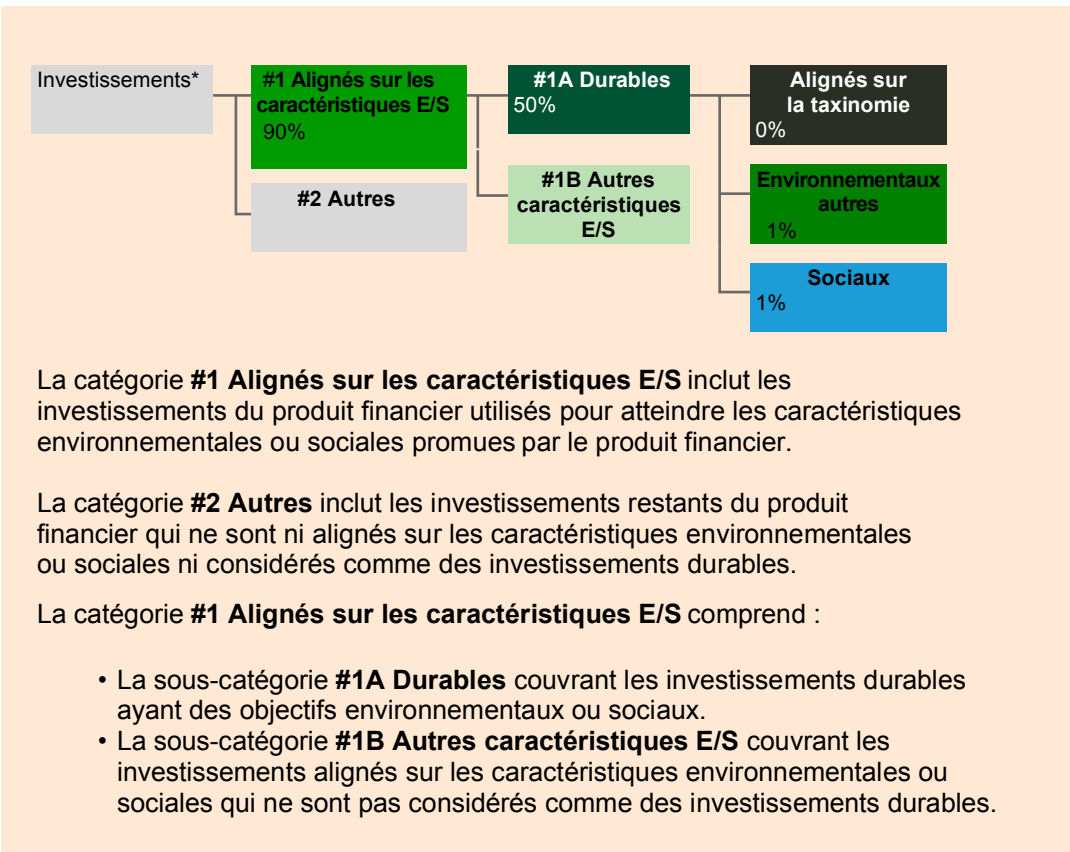 Investissements*
#1 Alignés sur les
caractéristiques E/S
90%
#2 Autres
#1A Durables
50%
#1B Autres
caractéristiques
E/S
Alignés sur
la taxinomie
0%
Environnementaux
autres
1%
Sociaux
1%
La catégorie #1 Alignés sur les caractéristiques E/S inclut les
investissements du produit financier utilisés pour atteindre les caractéristiques
environnementales ou sociales promues par le produit financier.
La catégorie #2 Autres inclut les investissements restants du produit
financier qui ne sont ni alignés sur les caractéristiques environnementales
ou sociales ni considérés comme des investissements durables.
La catégorie #1 Alignés sur les caractéristiques E/S comprend :
• La sous-catégorie #1A Durables couvrant les investissements durables
ayant des objectifs environnementaux ou sociaux.
• La sous-catégorie #1B Autres caractéristiques E/S couvrant les
investissements alignés sur les caractéristiques environnementales ou
sociales qui ne sont pas considérés comme des investissements durables.